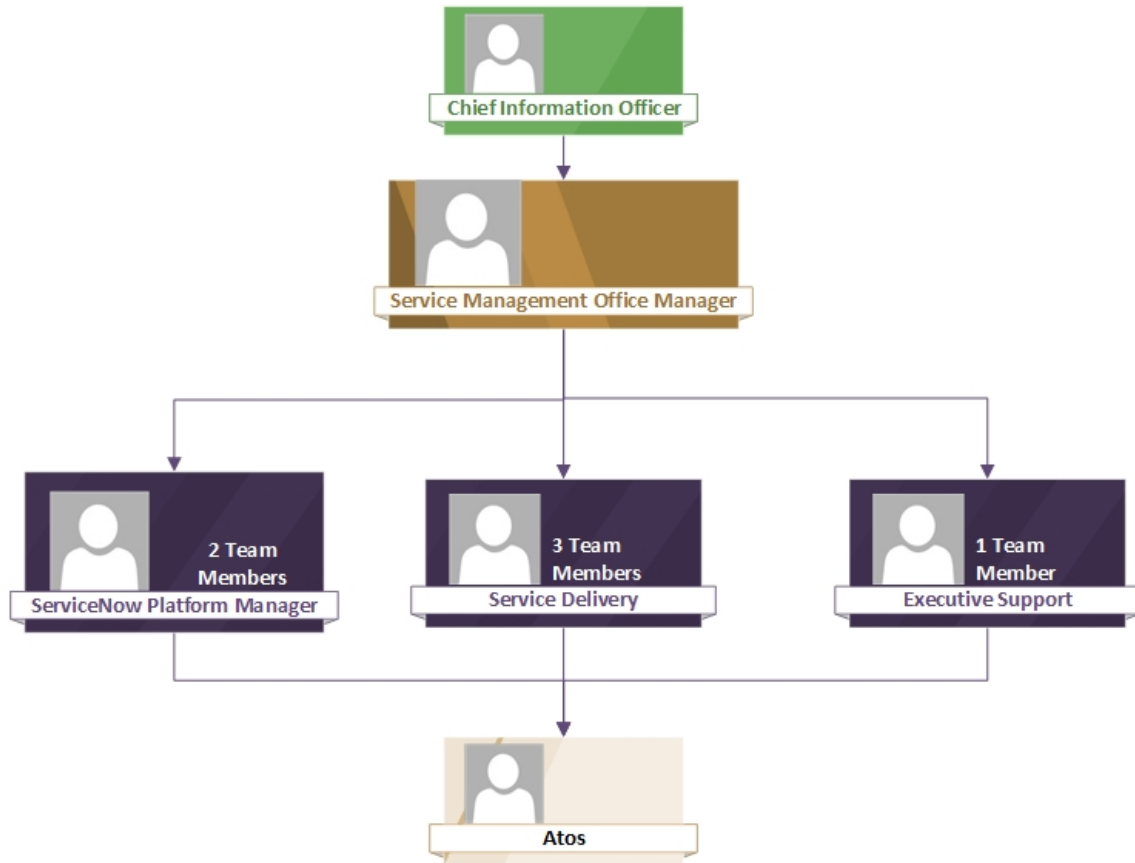 Chief Information Officer
Service Management Office Manager
2 Team
Members
ServiceNow Platform Manager
3 Team
Members
Service Delivery
1 Team
Member
Executive Support
Atos